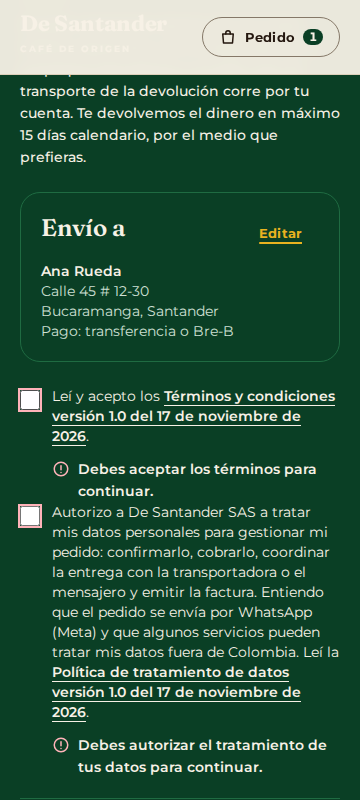 De Santander
CAFÉ DE ORIGEN
Pedido 1
transporte de la devolución corre por tu
cuenta. Te devolvemos el dinero en máximo
15 días calendario, por el medio que
prefieras.
Envío a
Editar
Ana Rueda
Calle 45 # 12-30
Bucaramanga, Santander
Pago: transferencia o Bre-B
Leí y acepto los Términos y condiciones
versión 1.0 del 17 de noviembre de
2026.
Debes aceptar los términos para
continuar.
Autorizo a De Santander SAS a tratar
mis datos personales para gestionar mi
pedido: confirmarlo, cobrarlo, coordinar
la entrega con la transportadora o el
mensajero y emitir la factura. Entiendo
que el pedido se envía por WhatsApp
(Meta) y que algunos servicios pueden
tratar mis datos fuera de Colombia. Leí la
Política de tratamiento de datos
versión 1.0 del 17 de noviembre de
2026.
Debes autorizar el tratamiento de
tus datos para continuar.